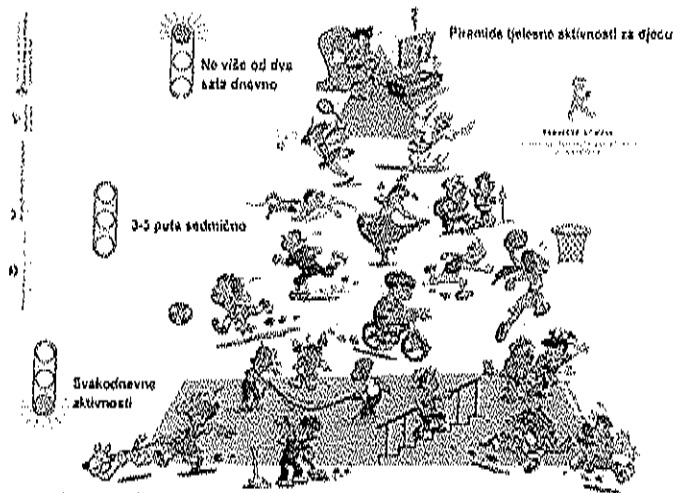 Piramida tjelesne aktivnosti za djecu
Ne više od dva
sata dnevno
3-5 puta sedmično
Svakodnevne
aktivnosti